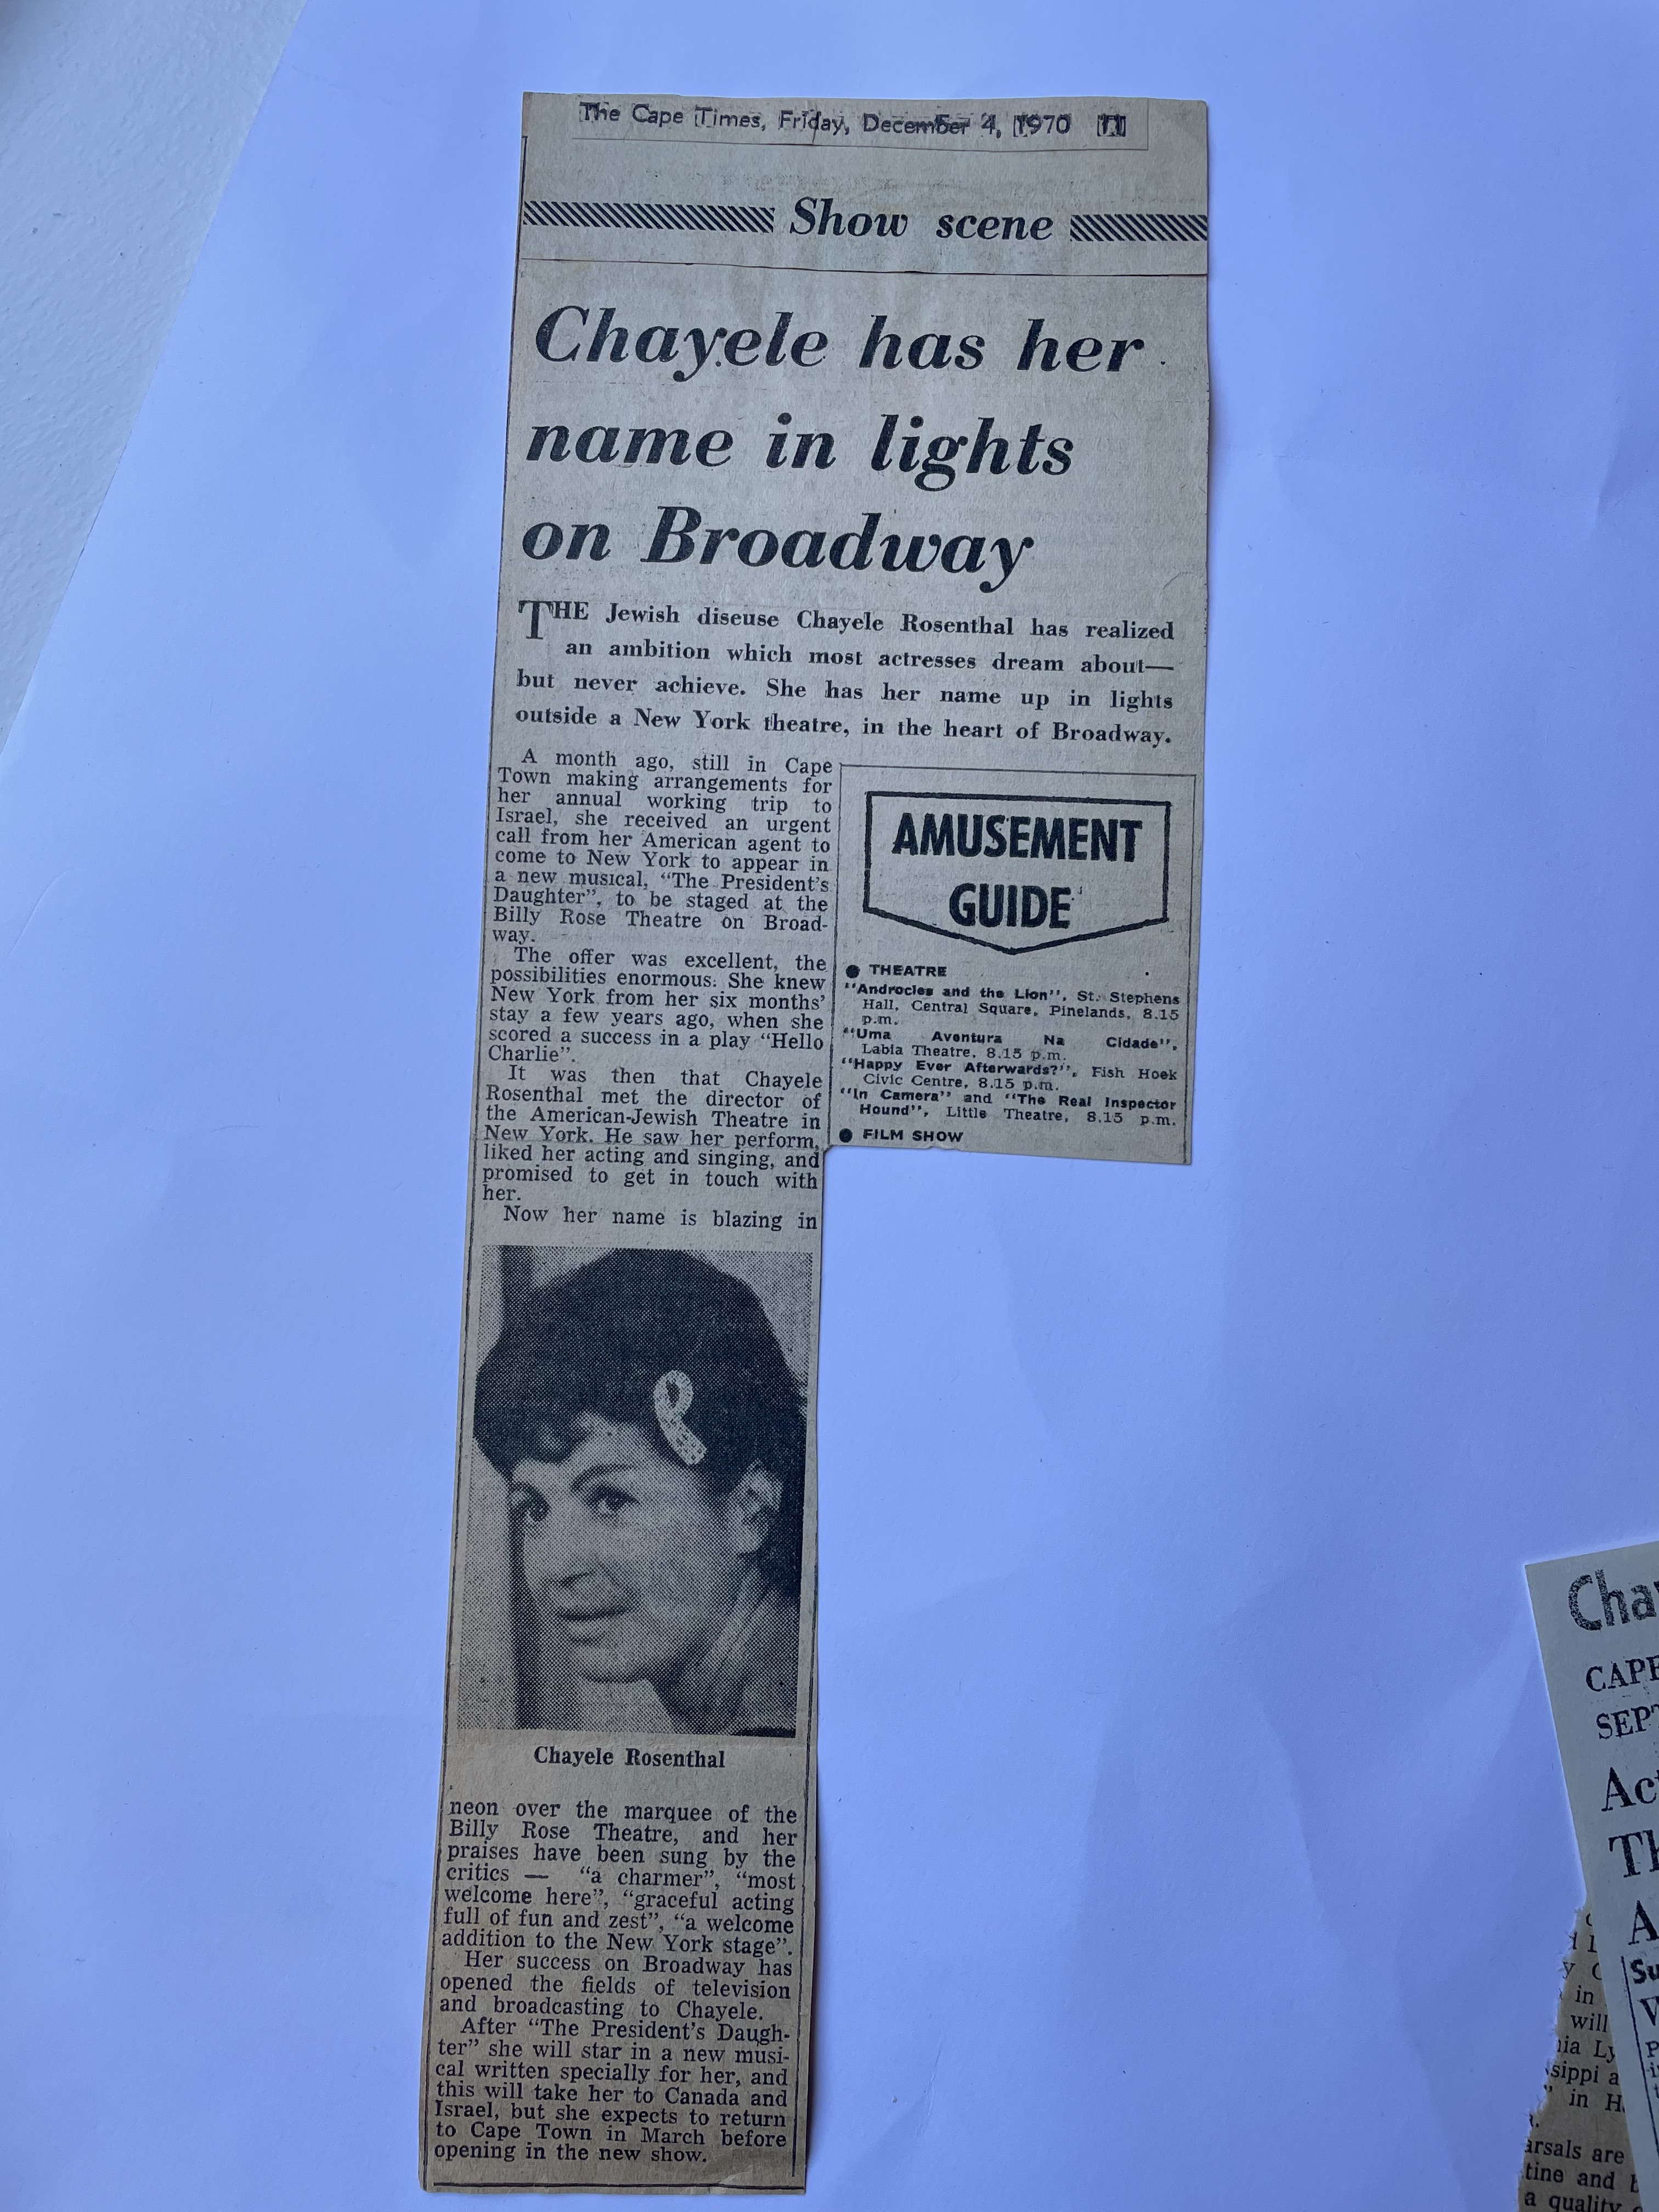 The Cape Times, Friday, December 4, 1970 11
Show scene
Chayele has her
name in lights
on Broadway
THE Jewish diseuse Chayele Rosenthal has realized
an ambition which most actresses dream about—
but never achieve. She has her name up in lights
outside a New York theatre, in the heart of Broadway.
A month ago, still in Cape
Town making arrangements for
her annual working trip to
Israel, she received an urgent
call from her American agent to
come to New York to appear in
a new musical, "The President's
Daughter", to be staged at the
Billy Rose Theatre on Broad-
way.
The offer was excellent, the
possibilities enormous. She knew
New York from her six months'
stay a few years ago, when she
scored a success in a play "Hello
Charlie".
It was then that Chayele
Rosenthal met the director of
the American-Jewish Theatre in
New York. He saw her perform,
liked her acting and singing, and
promised to get in touch with
her.
Now her name is blazing in
Chayele Rosenthal
neon over the marquee of the
Billy Rose Theatre, and her
praises have been sung by the
critics — "a charmer", "most
welcome here", "graceful acting
full of fun and zest", "a welcome
addition to the New York stage".
Her success on Broadway has
opened the fields of television
and broadcasting to Chayele.
After "The President's Daugh-
ter" she will star in a new musi-
cal written specially for her, and
this will take her to Canada and
Israel, but she expects to return
to Cape Town in March before
opening in the new show.
AMUSEMENT
GUIDE
● THEATRE
"Androcles and the Lion", St. Stephens
Hall, Central Square, Pinelands, 8.15
p.m.
"Uma Aventura Na Cidade",
Labia Theatre, 8.15 p.m.
"Happy Ever Afterwards?", Fish Hoek
Civic Centre, 8.15 p.m.
"In Camera" and "The Real Inspector
Hound", Little Theatre, 8.15 p.m.
● FILM SHOW
Cha
CAPE
SEPT
Act
Th
A
Su
in
will
Ly
sippi a
" in H
arsals are
tine and
a quality